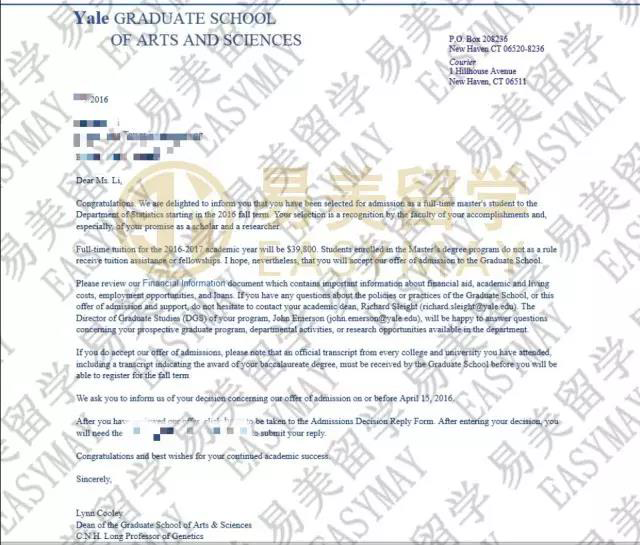 Yale GRADUATE SCHOOL
OF ARTS AND SCIENCES
P.O. Box 208236
New Haven CT 06520-8236
Courier
1 Hillhouse Avenue
New Haven, CT 06511
2016
Dear Ms. Li,
Congratulations. We are delighted to inform you that you have been selected for admission as a full-time master's student to the
Department of Statistics starting in the 2016 fall term. Your selection is a recognition by the faculty of your accomplishments and,
especially, of your promise as a scholar and a researcher.
Full-time tuition for the 2016-2017 academic year will be $39,800. Students enrolled in the Master's degree program do not as a rule
receive tuition assistance or fellowships. I hope, nevertheless, that you will accept our offer of admission to the Graduate School.
Please review our Financial Information document which contains important information about financial aid, academic and living
costs, employment opportunities, and loans. If you have any questions about the policies or practices of the Graduate School, or this
offer of admission and support, do not hesitate to contact your academic dean, Richard Sleight (richard.sleight@yale.edu). The
Director of Graduate Studies (DGS) of your program, John Emerson (john.emerson@yale.edu), will be happy to answer questions
concerning your prospective graduate program, departmental activities, or research opportunities available in the department.
If you do accept our offer of admissions, please note that an official transcript from every college and university you have attended,
including a transcript indicating the award of your baccalaureate degree, must be received by the Graduate School before you will be
able to register for the fall term
We ask you to inform us of your decision concerning our offer of admission on or before April 15, 2016.
After you have our offer, click to be taken to the Admissions Decision Reply Form. After entering your decision, you
will need the to submit your reply.
Congratulations and best wishes for your continued academic success.
Sincerely,
Lynn Cooley
Dean of the Graduate School of Arts & Sciences
C.N.H. Long Professor of Genetics
易美留学
EASYMAY